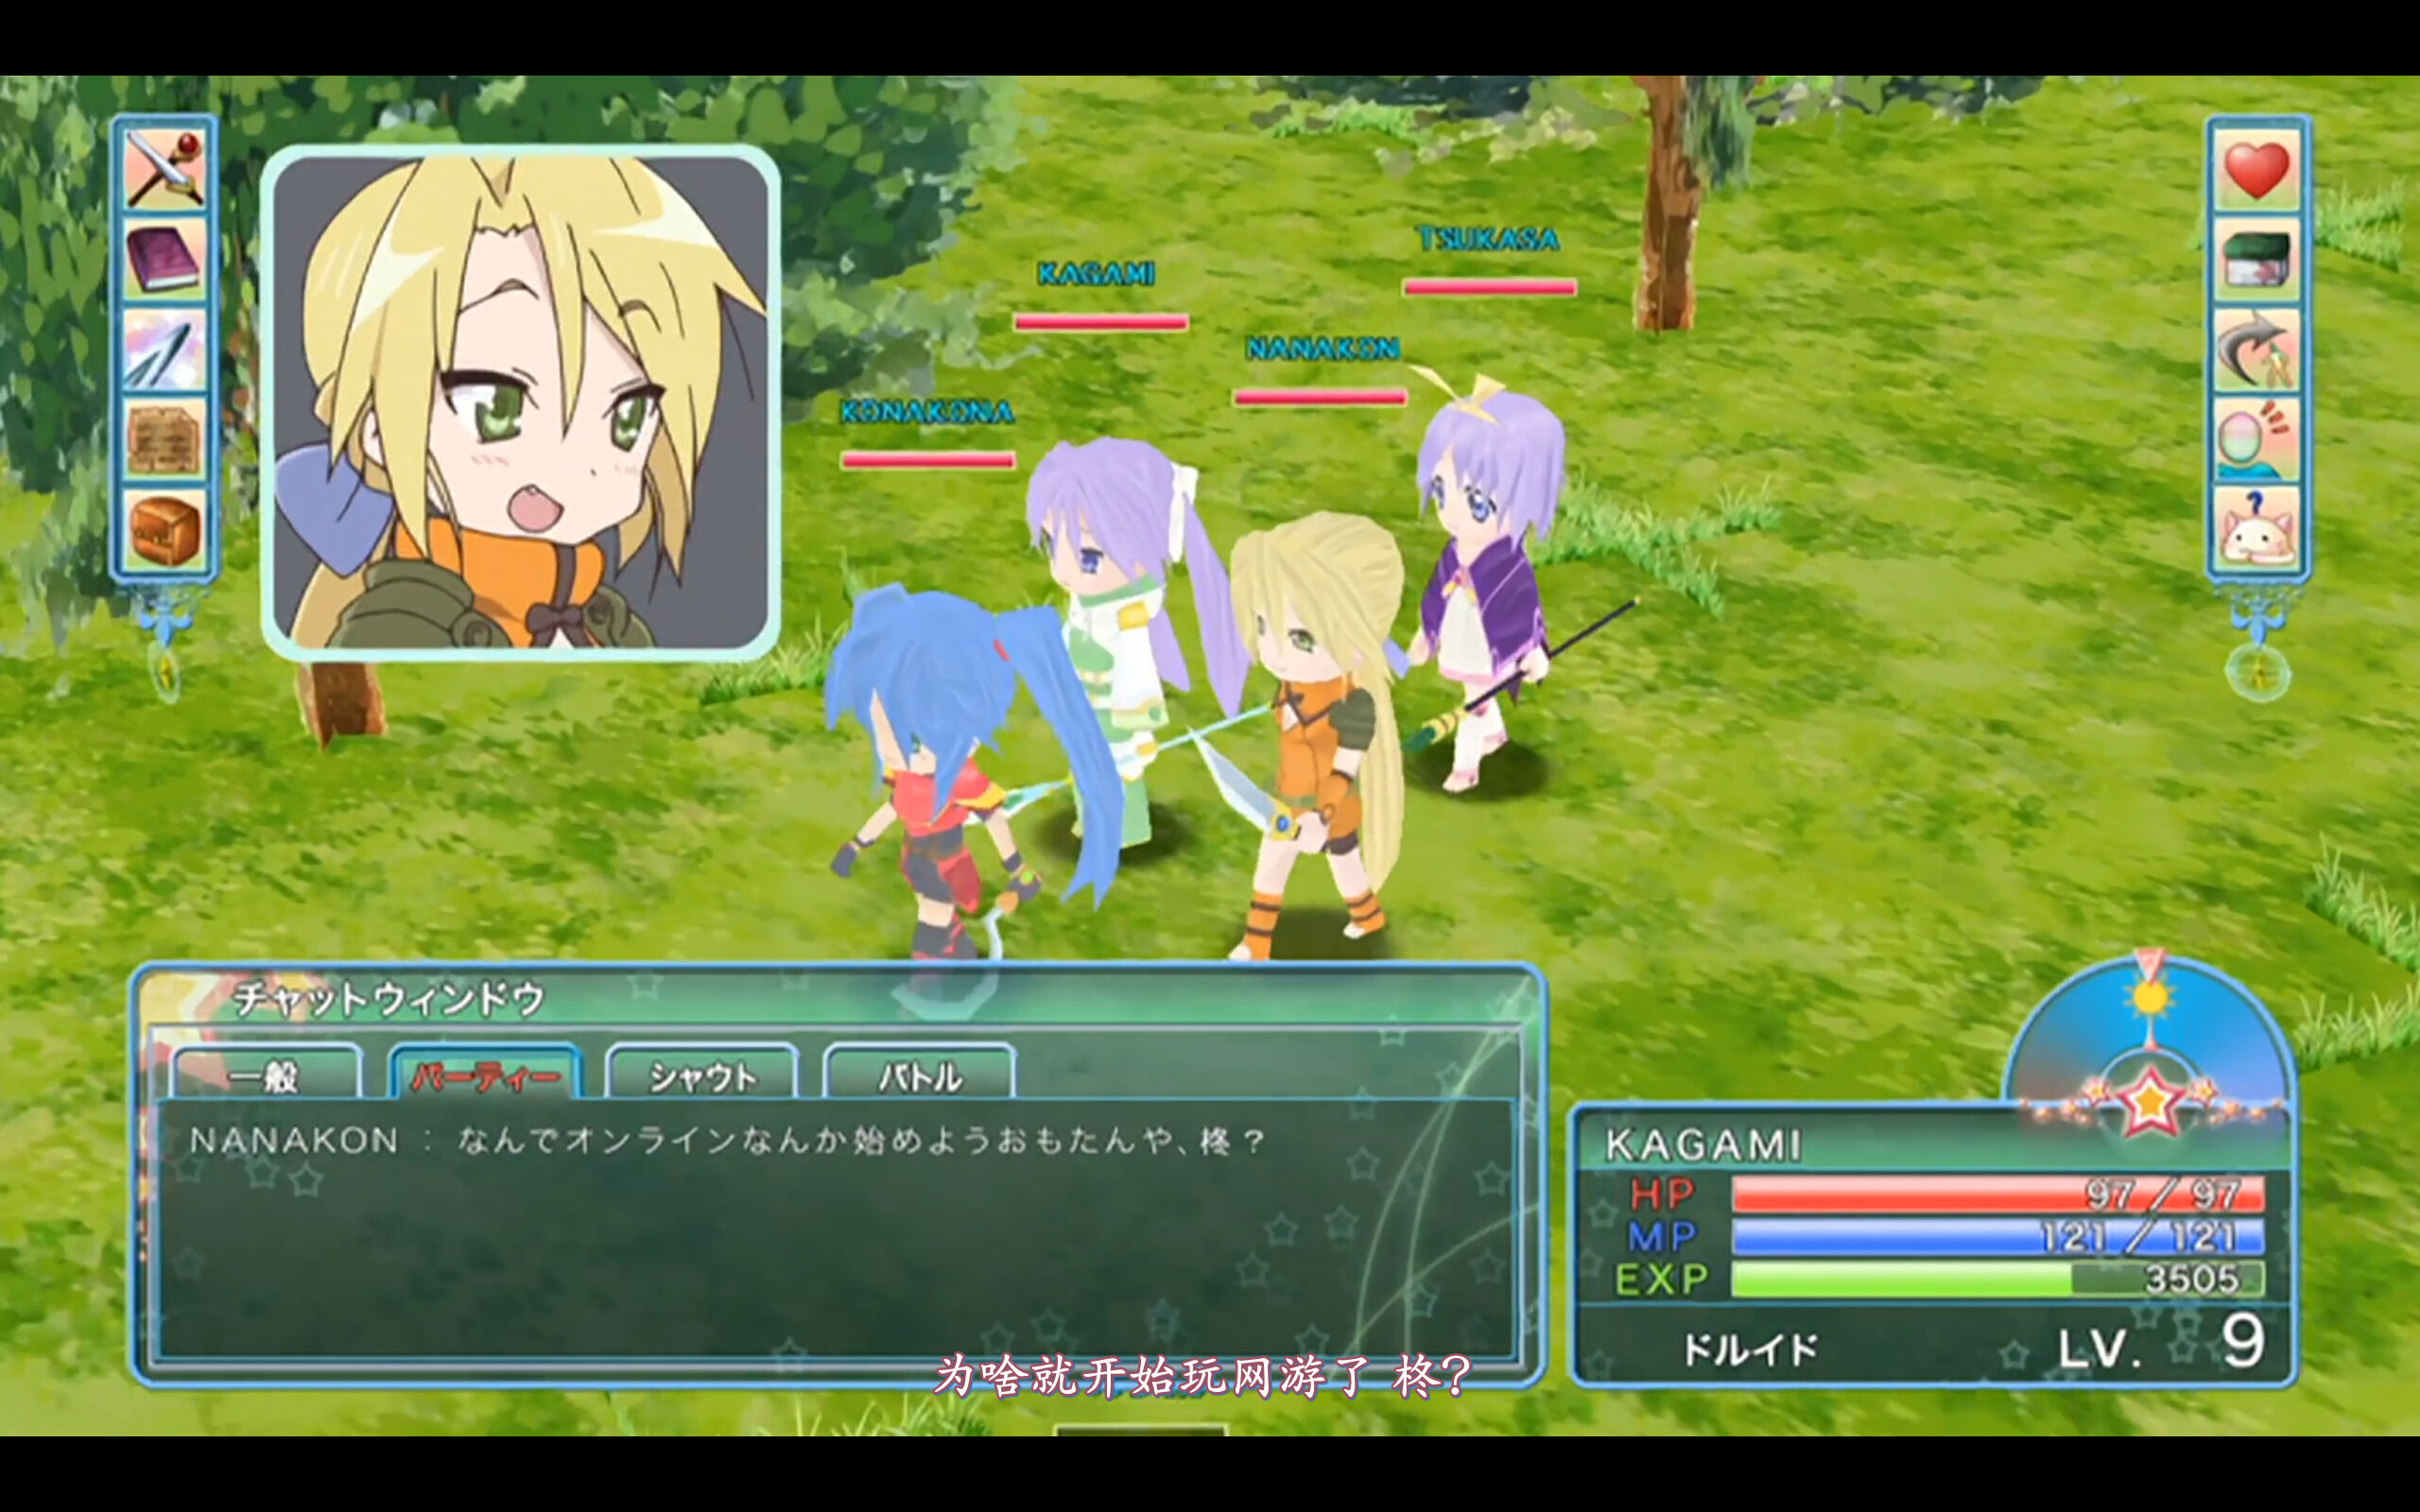 TSUKASA
KAGAMI
NANAKON
KONAKONA
チャットウィンドウ
一般 パーティー シャウト バトル
NANAKON : なんでオンラインなんか始めようおもたんや、柊?
KAGAMI
HP 97 / 97
MP 121 / 121
EXP 3505
ドルイド LV. 9
为啥就开始玩网游了 柊?